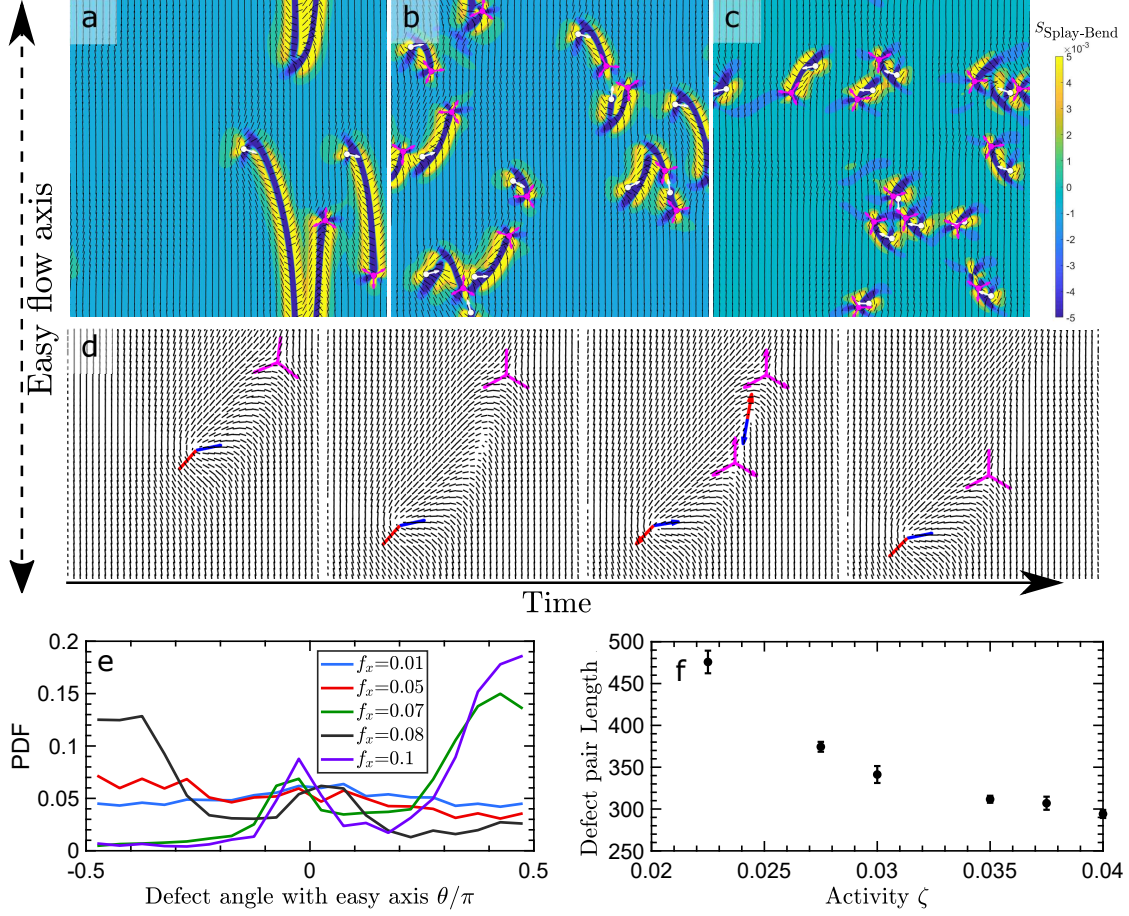 a
b
c
S Splay-Bend
×10⁻³
5
4
3
2
1
0
-1
-2
-3
-4
-5
Easy flow axis
d
Time
e
0.2
0.15
0.1
0.05
0
PDF
f_x=0.01
f_x=0.05
f_x=0.07
f_x=0.08
f_x=0.1
-0.5
0
0.5
Defect angle with easy axis θ/π
f
500
450
400
350
300
250
Defect pair Length
0.02
0.025
0.03
0.035
0.04
Activity ζ